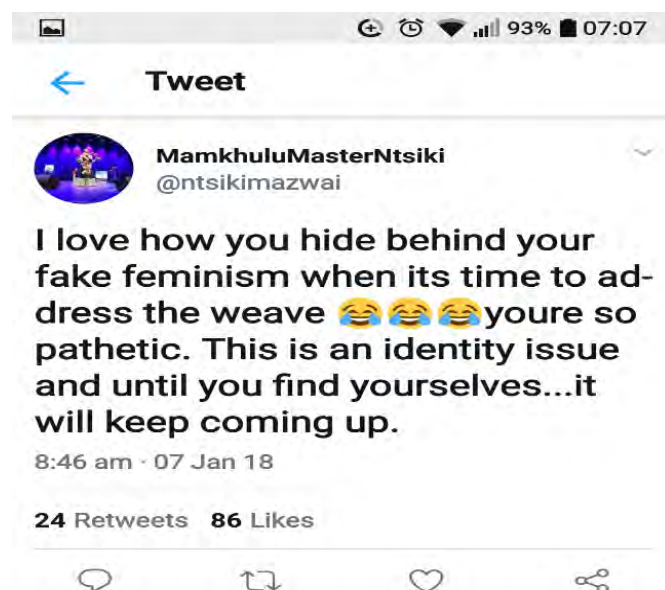 93% 07:07
Tweet
MamkhuluMasterNtsiki
@ntsikimazwai
I love how you hide behind your
fake feminism when its time to ad-
dress the weave 😂😂😂youre so
pathetic. This is an identity issue
and until you find yourselves...it
will keep coming up.
8:46 am · 07 Jan 18
24 Retweets 86 Likes